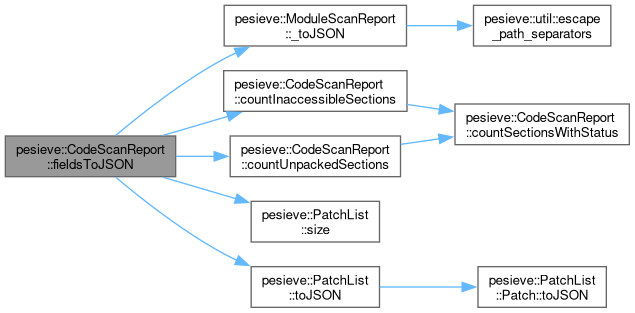 pesieve::CodeScanReport
::fieldsToJSON
pesieve::ModuleScanReport
::_toJSON
pesieve::util::escape
_path_separators
pesieve::CodeScanReport
::countInaccessibleSections
pesieve::CodeScanReport
::countSectionsWithStatus
pesieve::CodeScanReport
::countUnpackedSections
pesieve::PatchList
::size
pesieve::PatchList
::toJSON
pesieve::PatchList
::Patch::toJSON